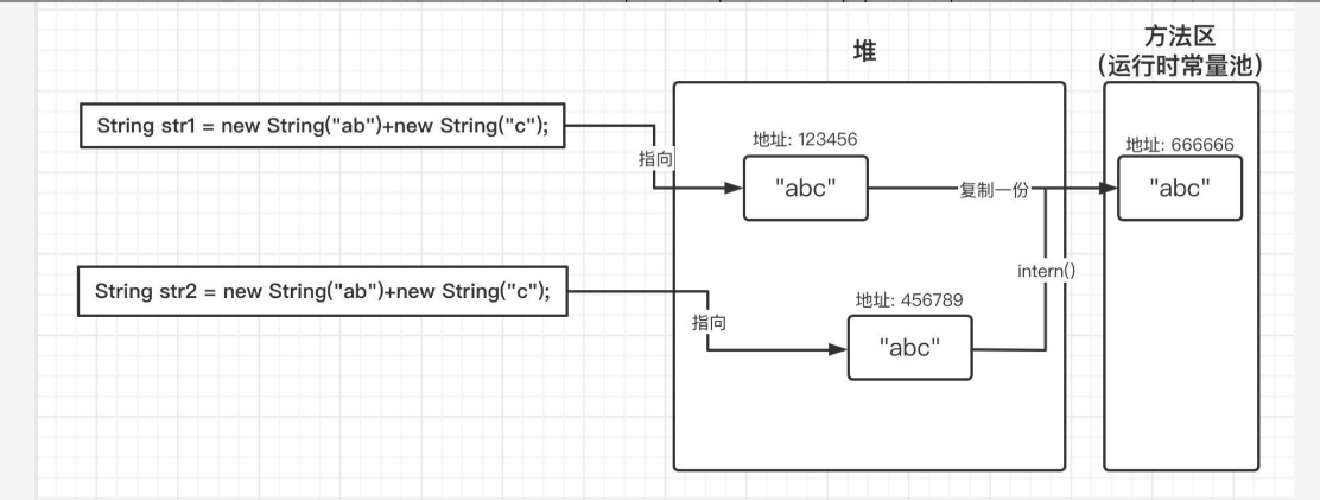 堆
方法区
(运行时常量池)
String str1 = new String("ab")+new String("c");
指向
地址: 123456
"abc"
复制一份
地址: 666666
"abc"
intern()
String str2 = new String("ab")+new String("c");
指向
地址: 456789
"abc"